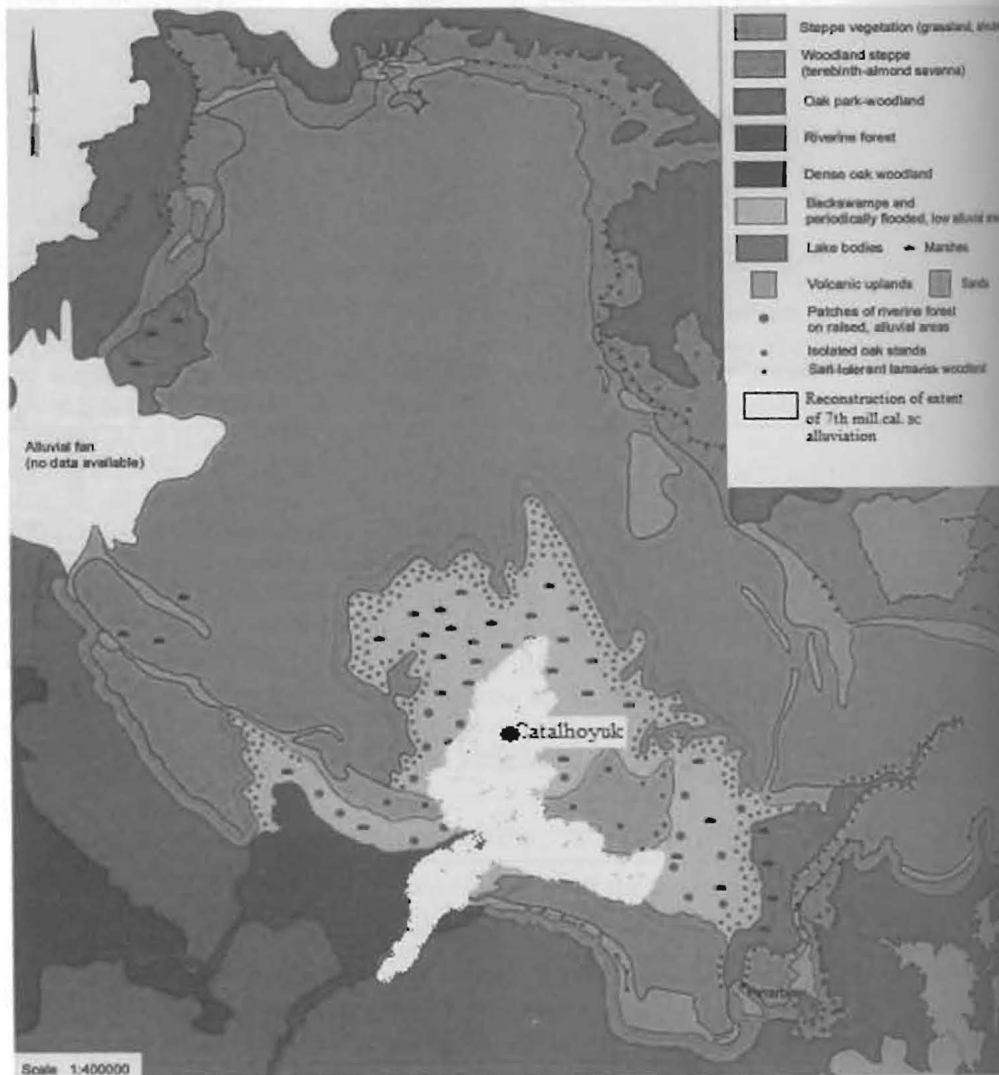 Steppe vegetation (grassland,
Woodland steppe
(terebinth-almond savanna)
Oak park-woodland
Riverine forest
Dense oak woodland
Backswamps and
periodically flooded, low alluvial
Lake bodies
Marshes
Volcanic uplands
Sands
Patches of riverine forest
on raised, alluvial areas
Isolated oak stands
Salt-tolerant tamarisk woodland
Reconstruction of extent
of 7th mill.cal. BC
alluviation
Alluvial fan
(no data available)
Catalhoyuk
Scale 1:400000